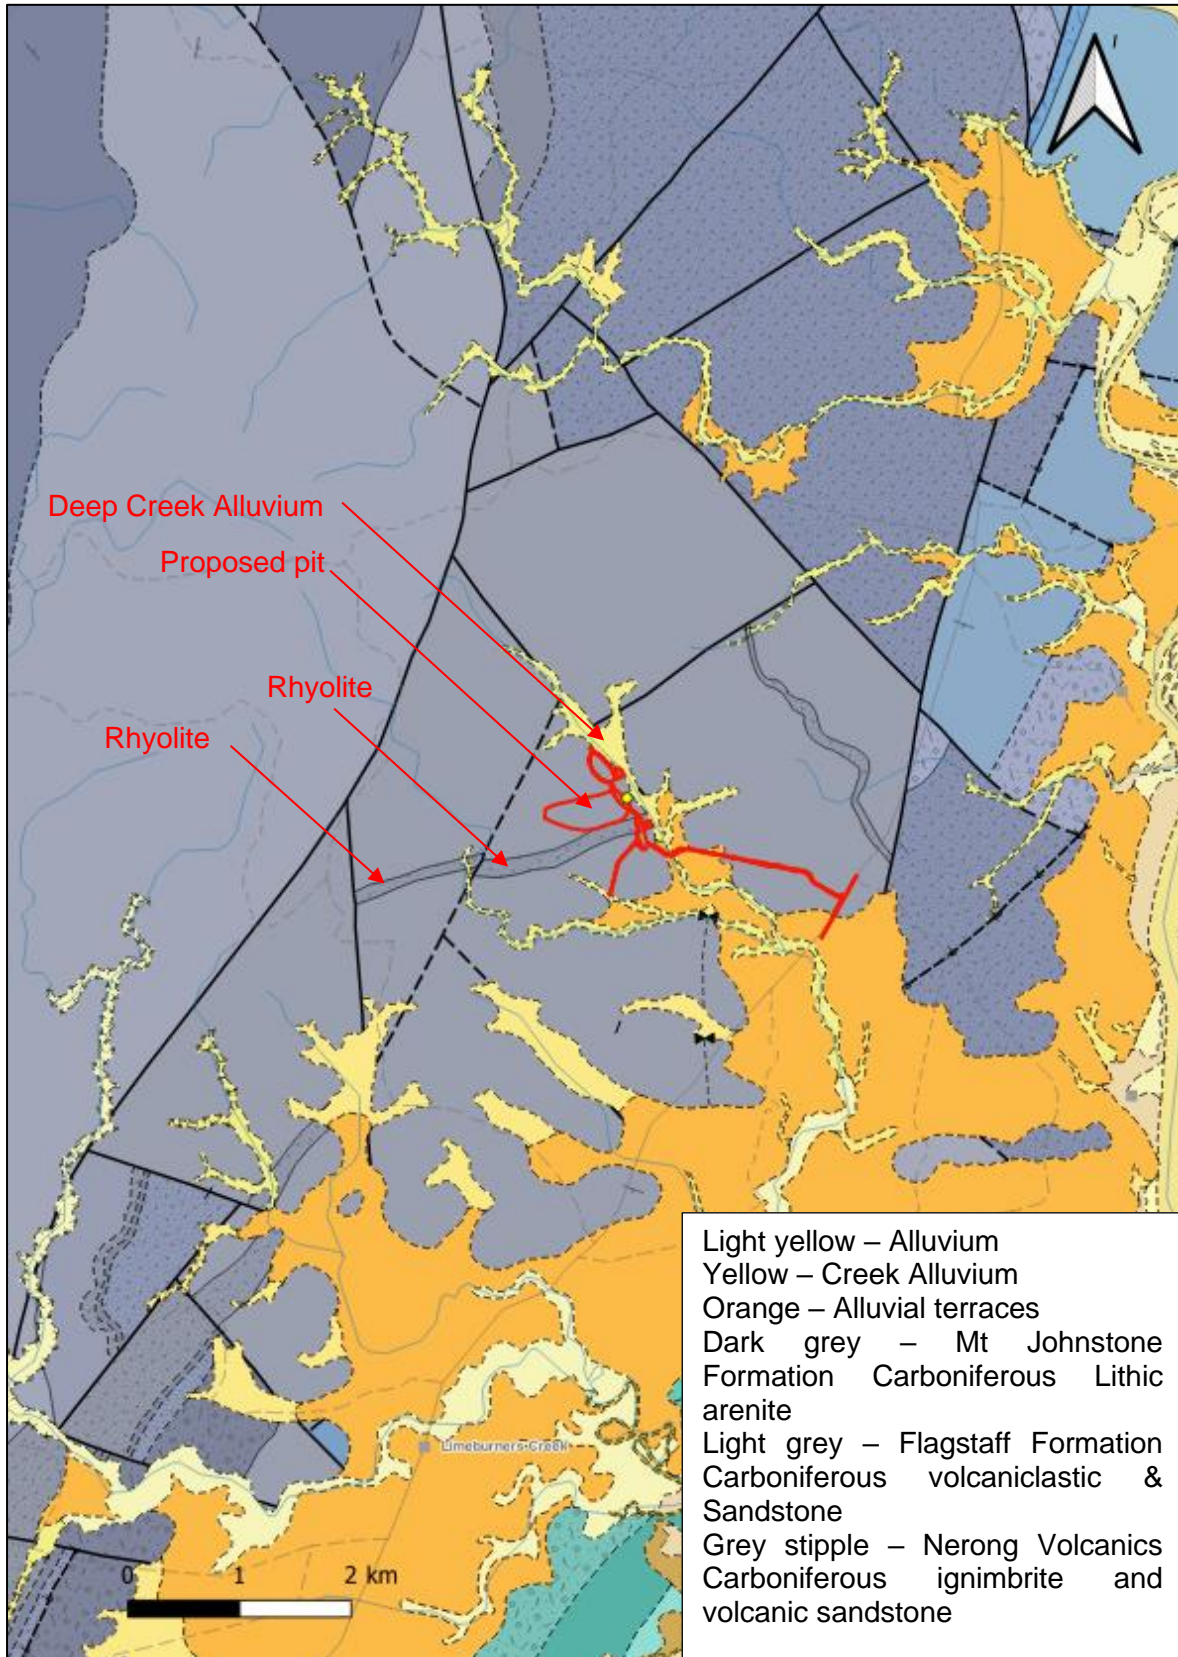 Deep Creek Alluvium
Proposed pit
Rhyolite
Rhyolite
Light yellow – Alluvium
Yellow – Creek Alluvium
Orange – Alluvial terraces
Dark grey – Mt Johnstone
Formation Carboniferous Lithic
arenite
Light grey – Flagstaff Formation
Carboniferous volcaniclastic &
Sandstone
Grey stipple – Nerong Volcanics
Carboniferous ignimbrite and
volcanic sandstone
Limeburners Creek
0 1 2 km